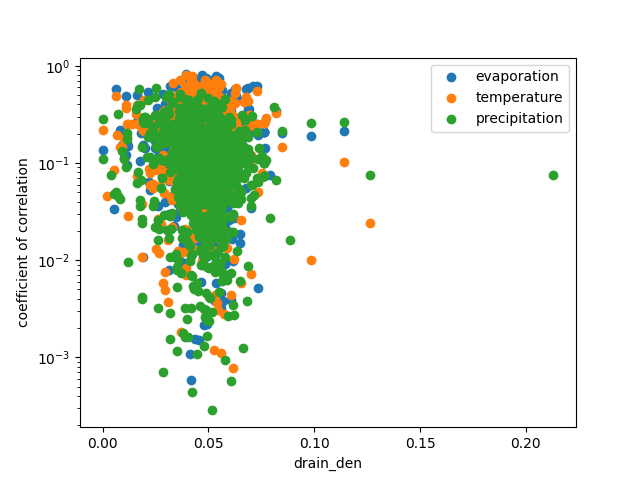 evaporation
temperature
precipitation
10⁰
10⁻¹
10⁻²
10⁻³
coefficient of correlation
0.00 0.05 0.10 0.15 0.20
drain_den